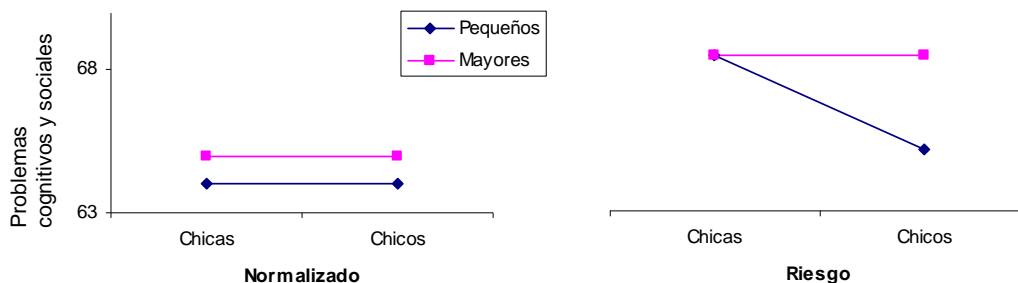 Problemas
cognitivos y sociales
68
63
Pequeños
Mayores
Chicas
Chicos
Normalizado
Chicas
Chicos
Riesgo